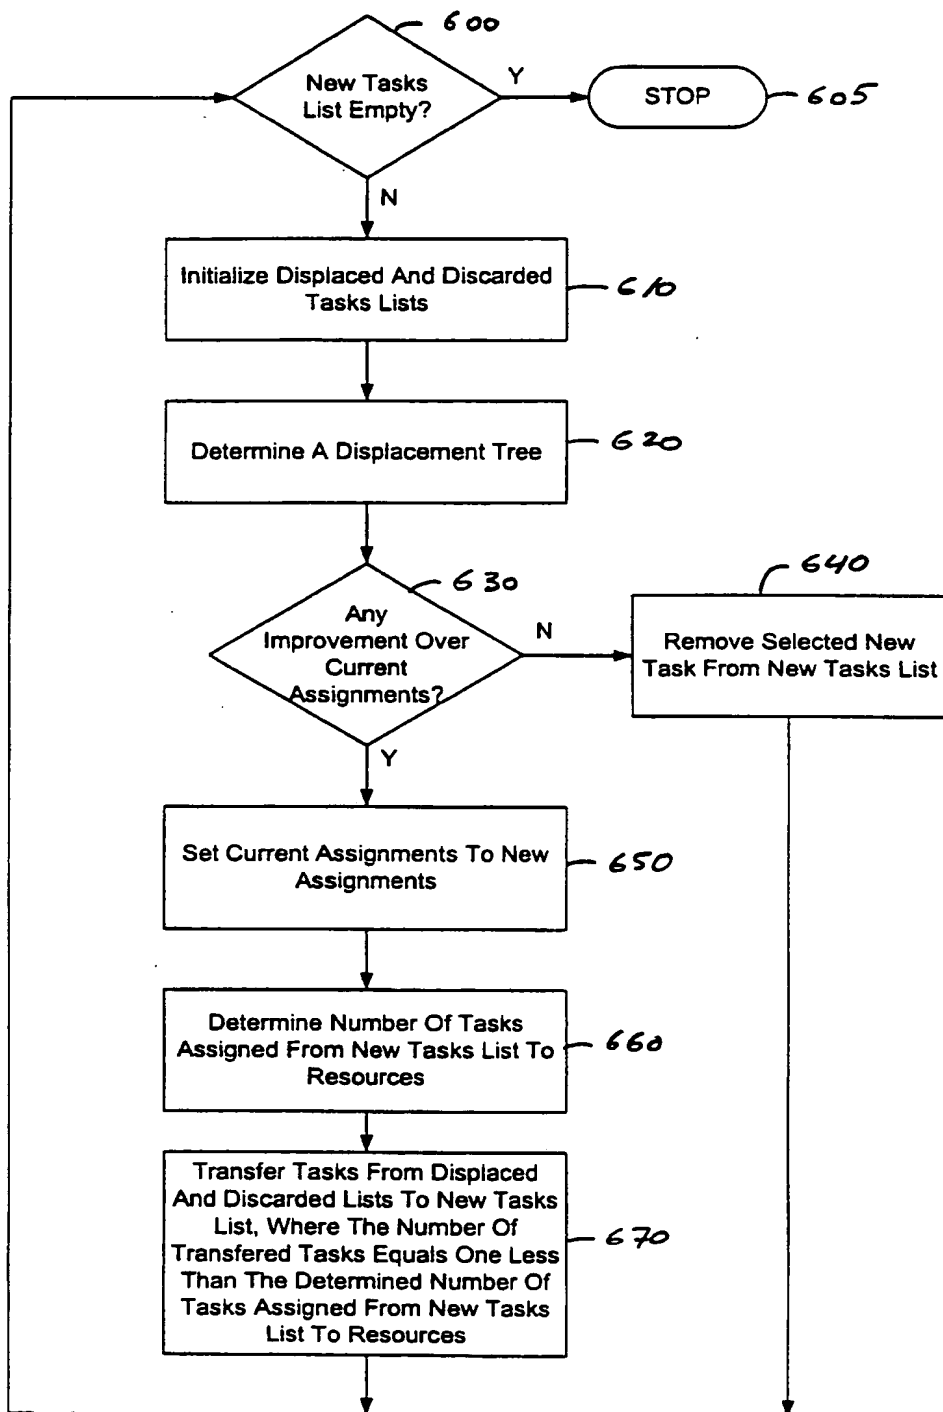 600
New Tasks
List Empty?
Y
STOP
605
N
Initialize Displaced And Discarded
Tasks Lists
610
Determine A Displacement Tree
620
630
Any
Improvement Over
Current
Assignments?
N
640
Remove Selected New
Task From New Tasks List
Y
Set Current Assignments To New
Assignments
650
Determine Number Of Tasks
Assigned From New Tasks List To
Resources
660
Transfer Tasks From Displaced
And Discarded Lists To New Tasks
List, Where The Number Of
Transfered Tasks Equals One Less
Than The Determined Number Of
Tasks Assigned From New Tasks
List To Resources
670